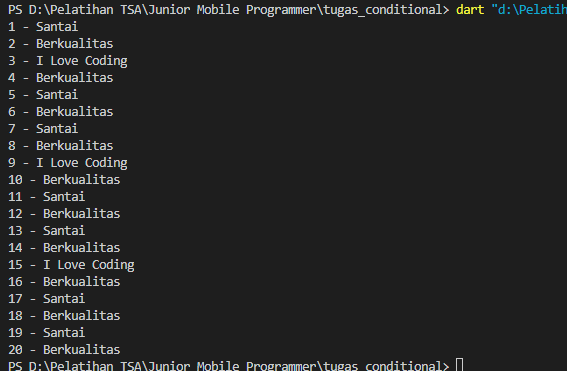 PS D:\Pelatihan TSA\Junior Mobile Programmer\tugas_conditional> dart "d:\Pelatih
1 - Santai
2 - Berkualitas
3 - I Love Coding
4 - Berkualitas
5 - Santai
6 - Berkualitas
7 - Santai
8 - Berkualitas
9 - I Love Coding
10 - Berkualitas
11 - Santai
12 - Berkualitas
13 - Santai
14 - Berkualitas
15 - I Love Coding
16 - Berkualitas
17 - Santai
18 - Berkualitas
19 - Santai
20 - Berkualitas
PS D:\Pelatihan TSA\Junior Mobile Programmer\tugas_conditional>